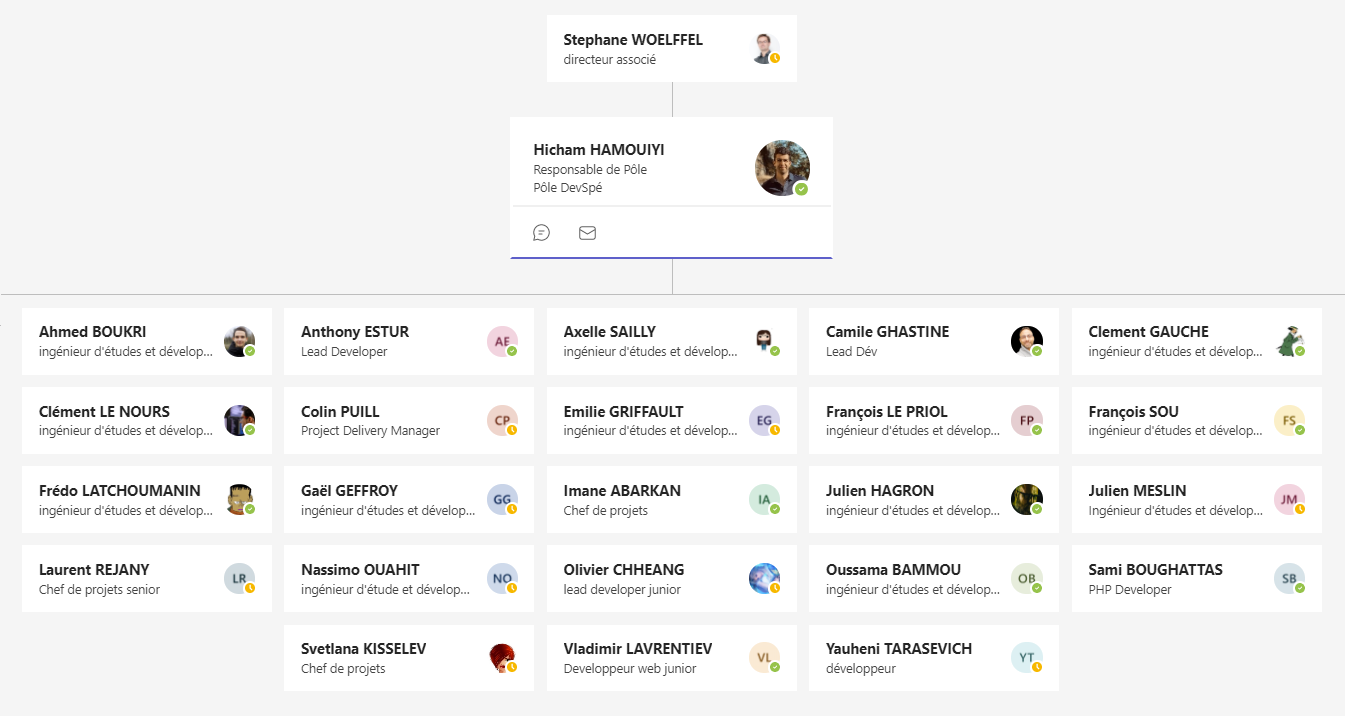 Stephane WOELFFEL
directeur associé
Hicham HAMOUIYI
Responsable de Pôle
Pôle DevSpé
Ahmed BOUKRI
ingénieur d'études et dévelop...
Anthony ESTUR
Lead Developer
AE
Axelle SAILLY
ingénieur d'études et dévelop...
Camile GHASTINE
Lead Dév
Clement GAUCHE
ingénieur d'études et dévelop...
Clément LE NOURS
ingénieur d'études et dévelop...
Colin PUILL
Project Delivery Manager
CP
Emilie GRIFFAULT
ingénieur d'études et dévelop...
EG
François LE PRIOL
ingénieur d'études et dévelop...
FP
François SOU
ingénieur d'études et dévelop...
FS
Frédo LATCHOUMANIN
ingénieur d'études et dévelop...
Gaël GEFFROY
ingénieur d'études et dévelop...
GG
Imane ABARKAN
Chef de projets
IA
Julien HAGRON
ingénieur d'études et dévelop...
Julien MESLIN
Ingénieur d'études et dévelop...
JM
Laurent REJANY
Chef de projets senior
LR
Nassimo OUAHIT
ingénieur d'étude et dévelop...
NO
Olivier CHHEANG
lead developer junior
Oussama BAMMOU
ingénieur d'études et dévelop...
OB
Sami BOUGHATTAS
PHP Developer
SB
Svetlana KISSELEV
Chef de projets
Vladimir LAVRENTIEV
Developpeur web junior
VL
Yauheni TARASEVICH
développeur
YT